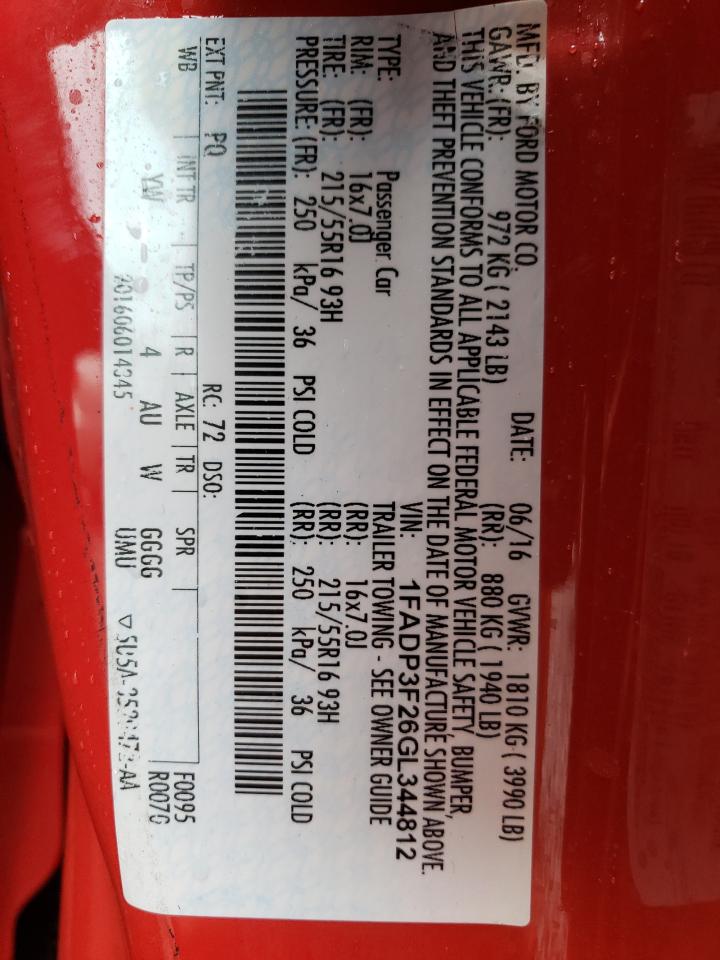 MFD. BY FORD MOTOR CO. DATE: 06/16 GVWR: 1810 KG ( 3990 LB)
GAWR: (FR): 972 KG ( 2143 LB) (RR): 880 KG ( 1940 LB)
THIS VEHICLE CONFORMS TO ALL APPLICABLE FEDERAL MOTOR VEHICLE SAFETY, BUMPER,
AND THEFT PREVENTION STANDARDS IN EFFECT ON THE DATE OF MANUFACTURE SHOWN ABOVE.
VIN: 1FADP3F26GL344812
TYPE: Passenger Car TRAILER TOWING - SEE OWNER GUIDE
RIM: (FR): 16x7.0J (RR): 16x7.0J
TIRE: (FR): 215/55R16 93H (RR): 215/55R16 93H
PRESSURE: (FR): 250 kPa/ 36 PSI COLD (RR): 250 kPa/ 36 PSI COLD
EXT PNT: PQ RC: 72 DSO: F0095
WB INT TR TP/PS R AXLE TR SPR R007G
YW 4 AU W GGGG
201606014345 UMU